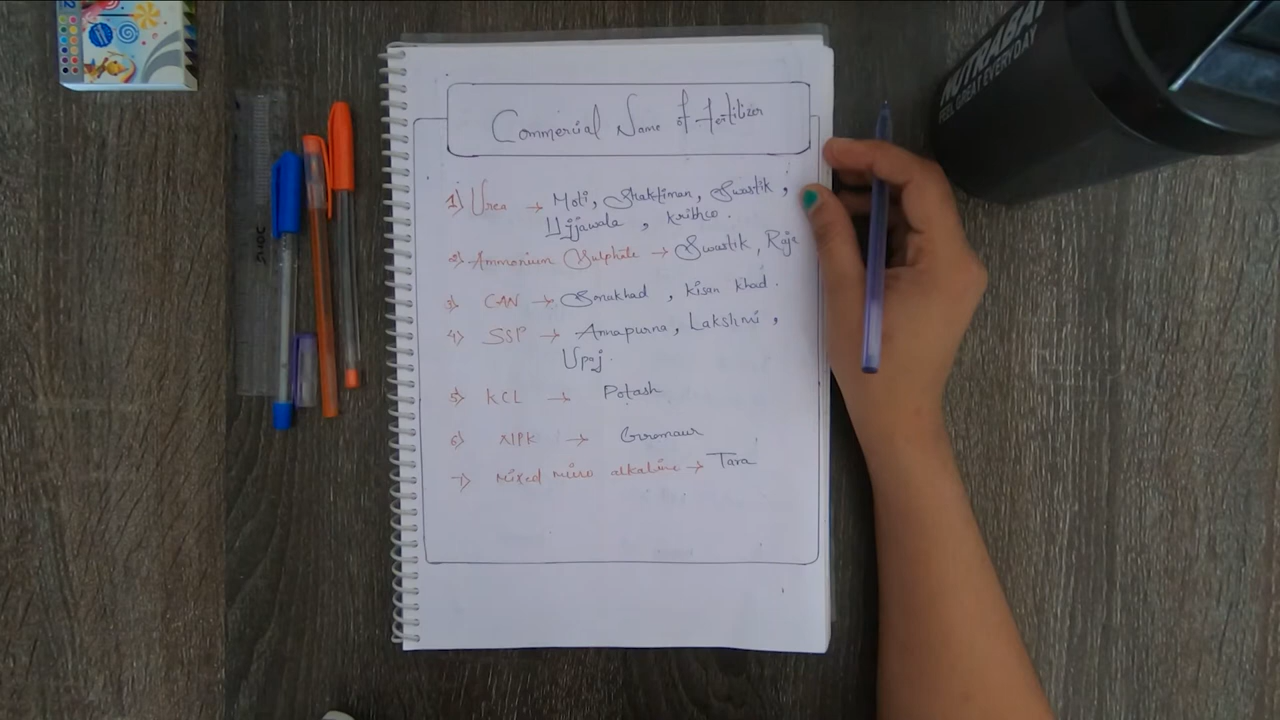 Commercial Name of Fertilizer
1) Urea → Moti, Shaktiman, Swastik,
Ujjawala, Kribhco.
2) Ammonium Sulphate → Swastik, Raja
3) CAN → Sonakhad, Kisan Khad.
4) SSP → Annapurna, Lakshmi,
Upaj.
5) KCL → Potash
6) NPK → Gromaur
7) Mixed micro alkaline → Tara
NUTRABAY
FEEL GREAT EVERYDAY